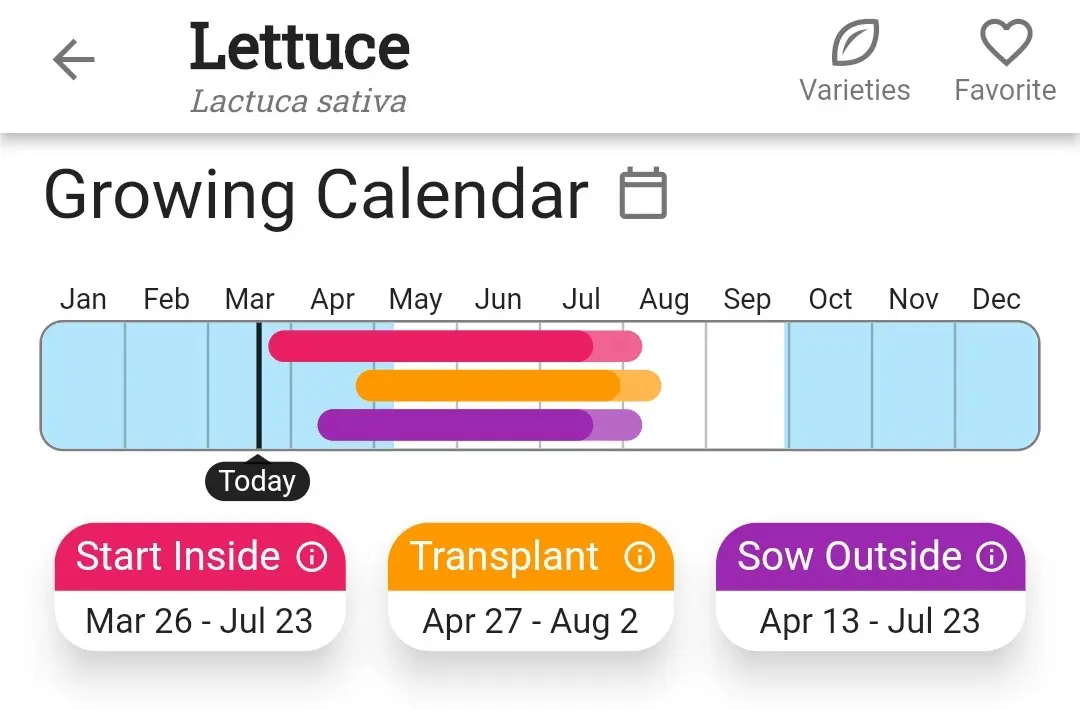 Lettuce
Lactuca sativa
Varieties
Favorite
Growing Calendar
Jan Feb Mar Apr May Jun Jul Aug Sep Oct Nov Dec
Today
Start Inside
Mar 26 - Jul 23
Transplant
Apr 27 - Aug 2
Sow Outside
Apr 13 - Jul 23